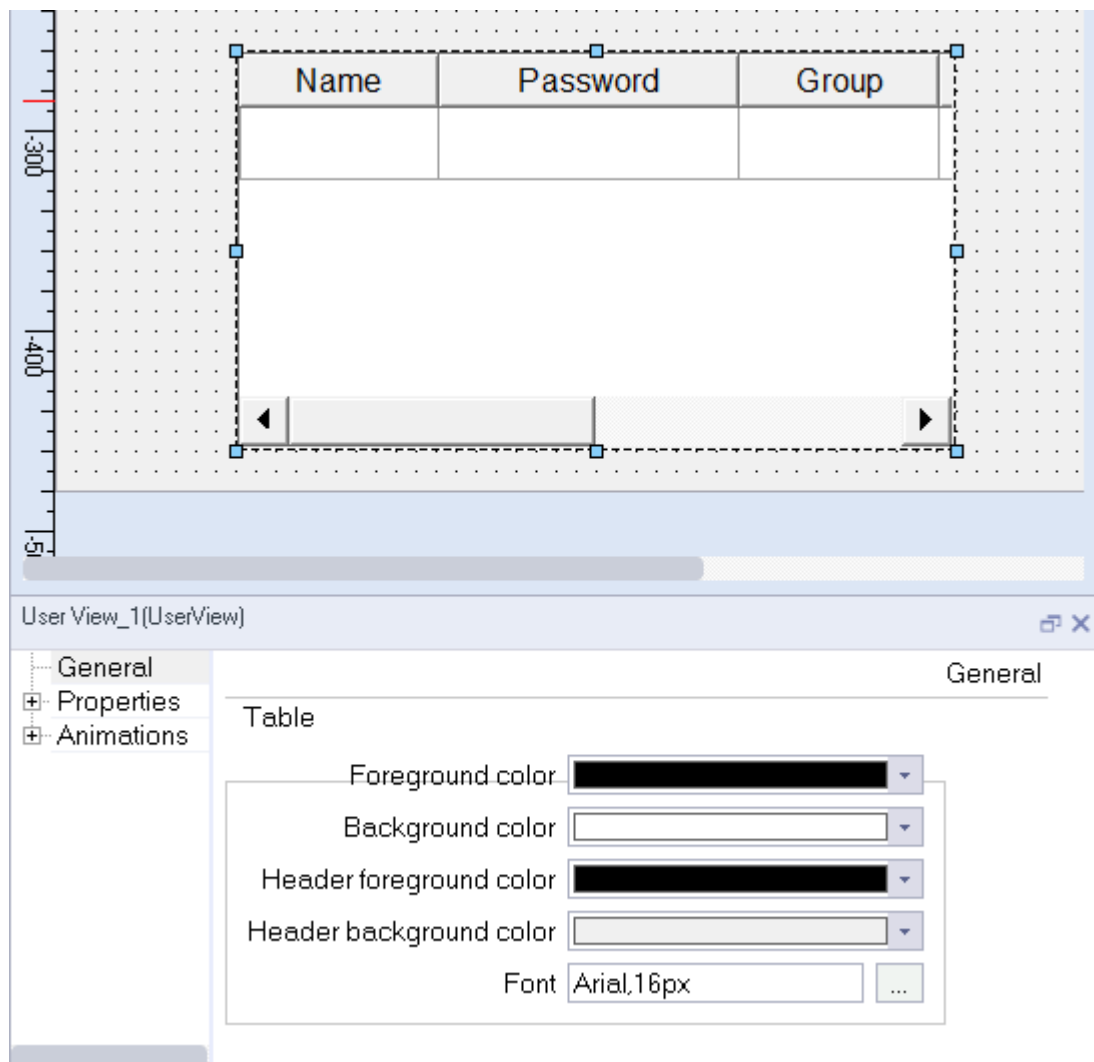 Name Password Group
-300
-400
User View_1(UserView)
General
General
Properties
Table
Animations
Foreground color
Background color
Header foreground color
Header background color
Font Arial,16px ...